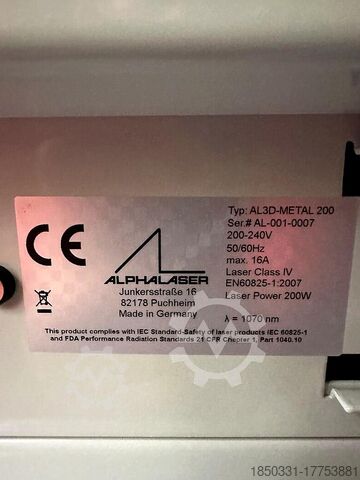 CE
ALPHALASER
Junkersstraße 16
82178 Puchheim
Made in Germany
Typ: AL3D-METAL 200
Ser.# AL-001-0007
200-240V
50/60Hz
max. 16A
Laser Class IV
EN60825-1:2007
Laser Power 200W
λ = 1070 nm
This product complies with IEC Standard-Safety of laser products IEC 60825-1
and FDA Performance Radiation Standards 21 CFR Chepter 1, Part 1040.10
1850331-17753881